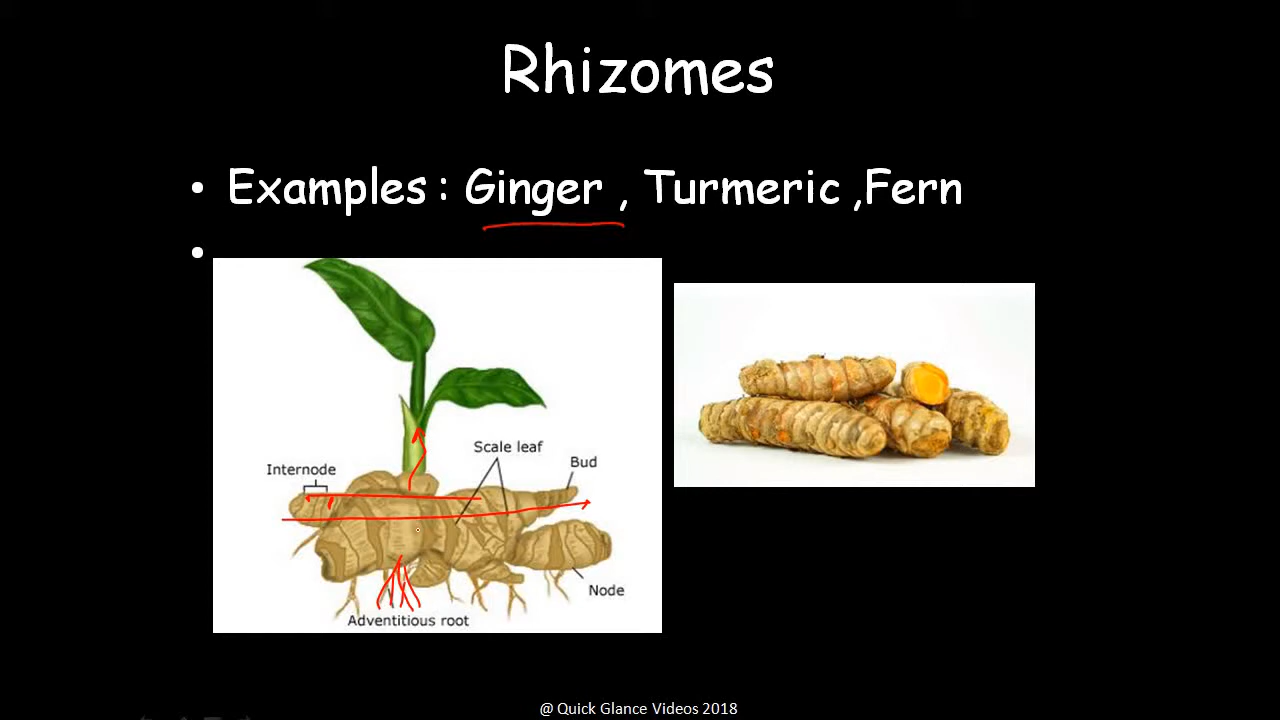 Rhizomes
• Examples : Ginger , Turmeric ,Fern
•
Scale leaf
Bud
Internode
Node
Adventitious root
@ Quick Glance Videos 2018